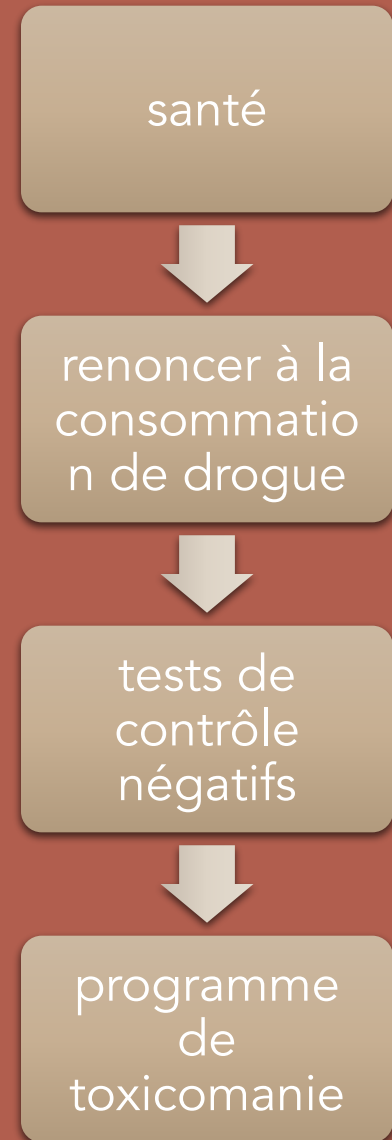 santé
renoncer à la
consommatio
n de drogue
tests de
contrôle
négatifs
programme
de
toxicomanie